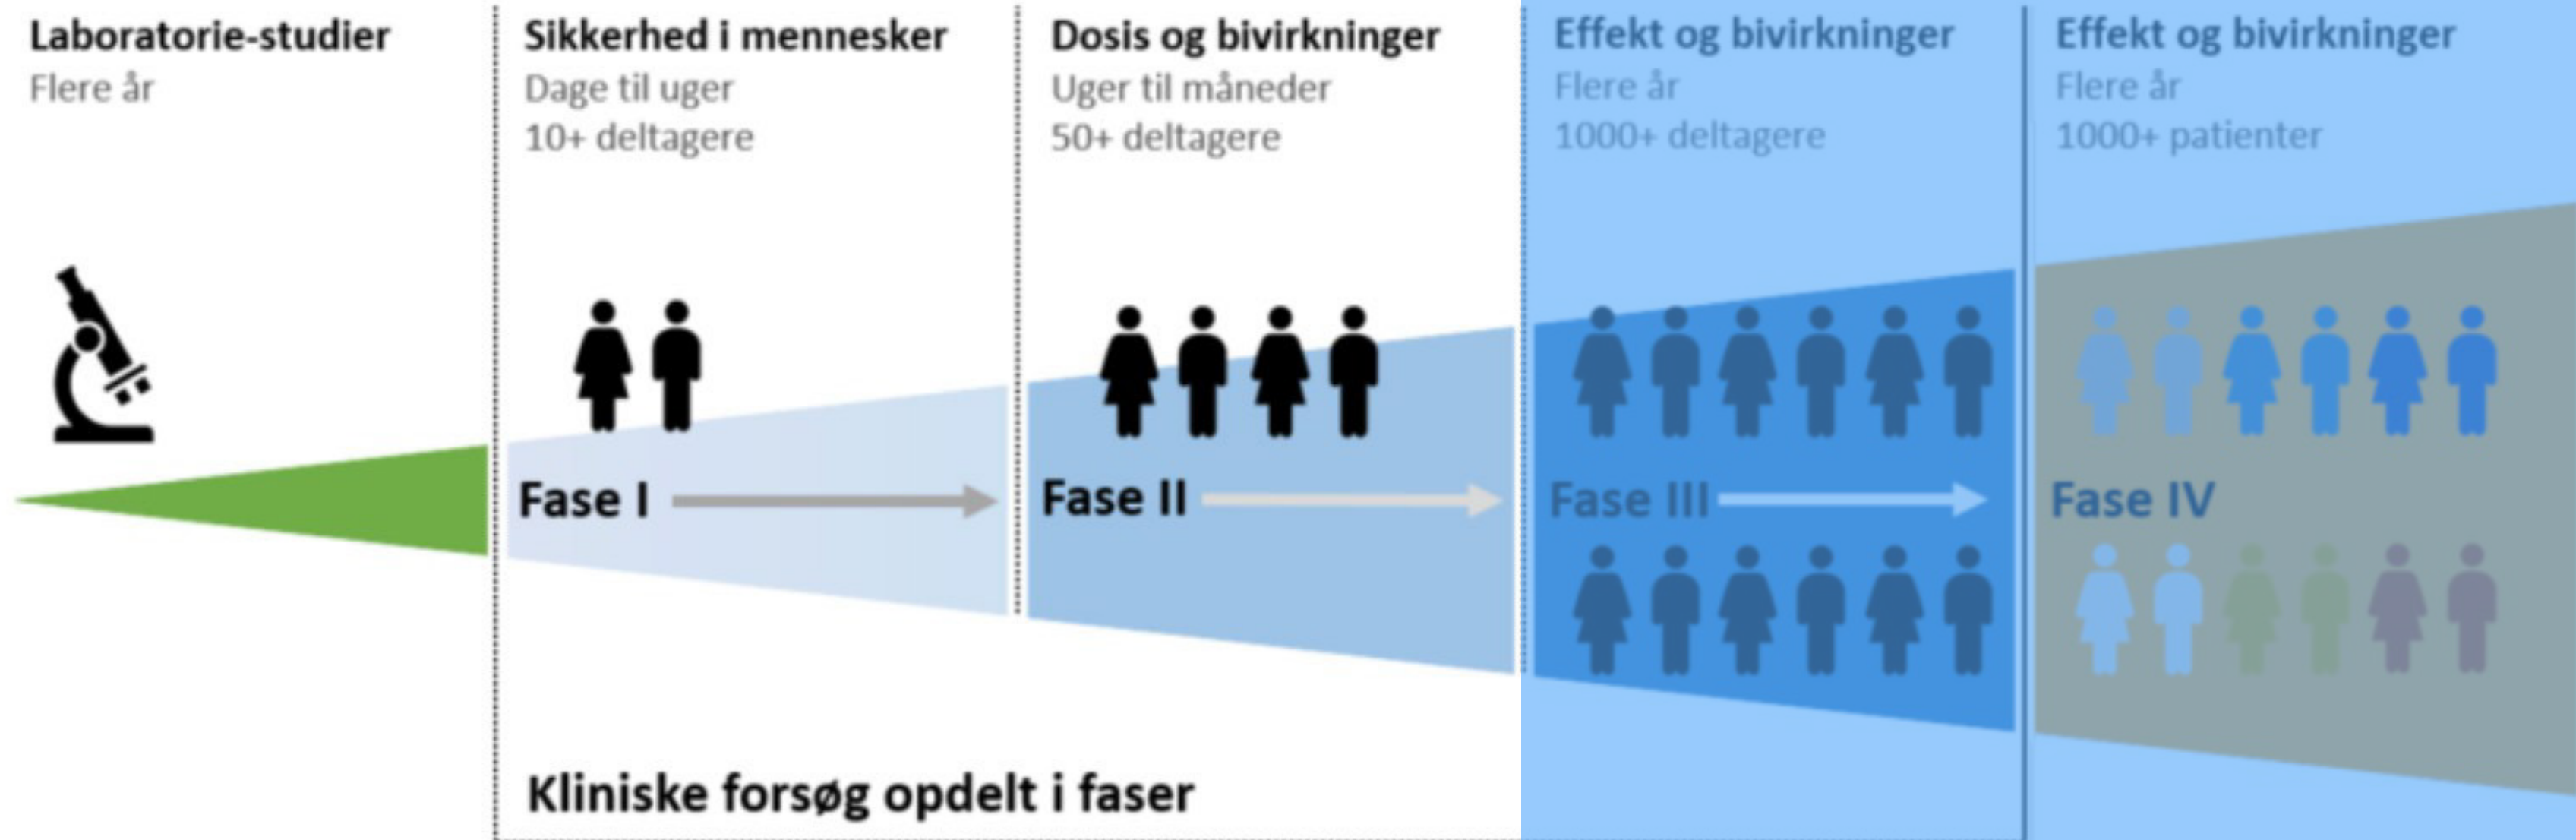 Laboratorie-studier
Flere år
Sikkerhed i mennesker
Dage til uger
10+ deltagere
Dosis og bivirkninger
Uger til måneder
50+ deltagere
Effekt og bivirkninger
Flere år
1000+ deltagere
Effekt og bivirkninger
Flere år
1000+ patienter
Fase I
Fase II
Fase III
Fase IV
Kliniske forsøg opdelt i faser